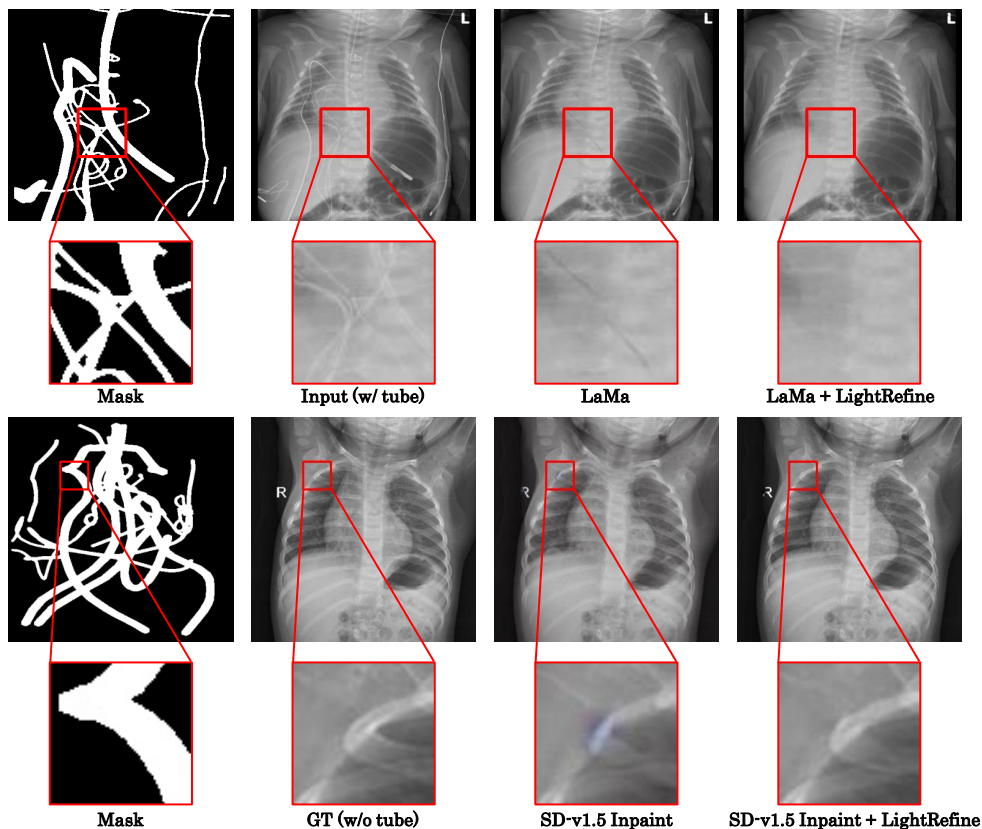 L
L
L
Mask
Input (w/ tube)
LaMa
LaMa + LightRefine
R
R
R
Mask
GT (w/o tube)
SD-v1.5 Inpaint
SD-v1.5 Inpaint + LightRefine